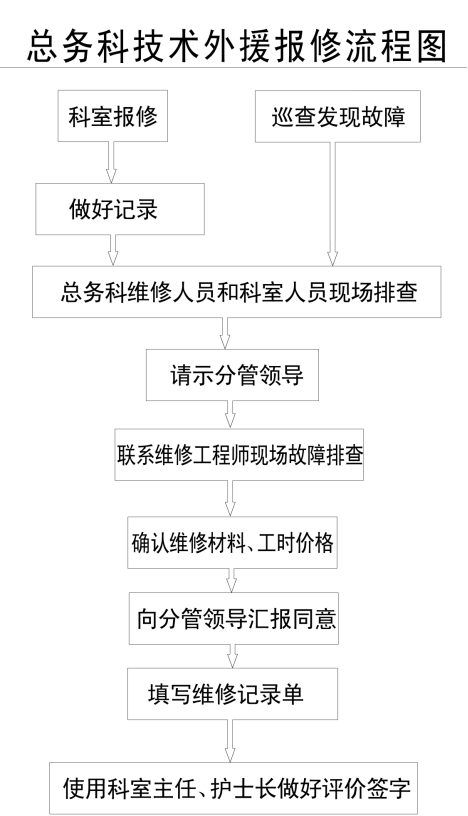 总务科技术外援报修流程图
科室报修
巡查发现故障
做好记录
总务科维修人员和科室人员现场排查
请示分管领导
联系维修工程师现场故障排查
确认维修材料、工时价格
向分管领导汇报同意
填写维修记录单
使用科室主任、护士长做好评价签字